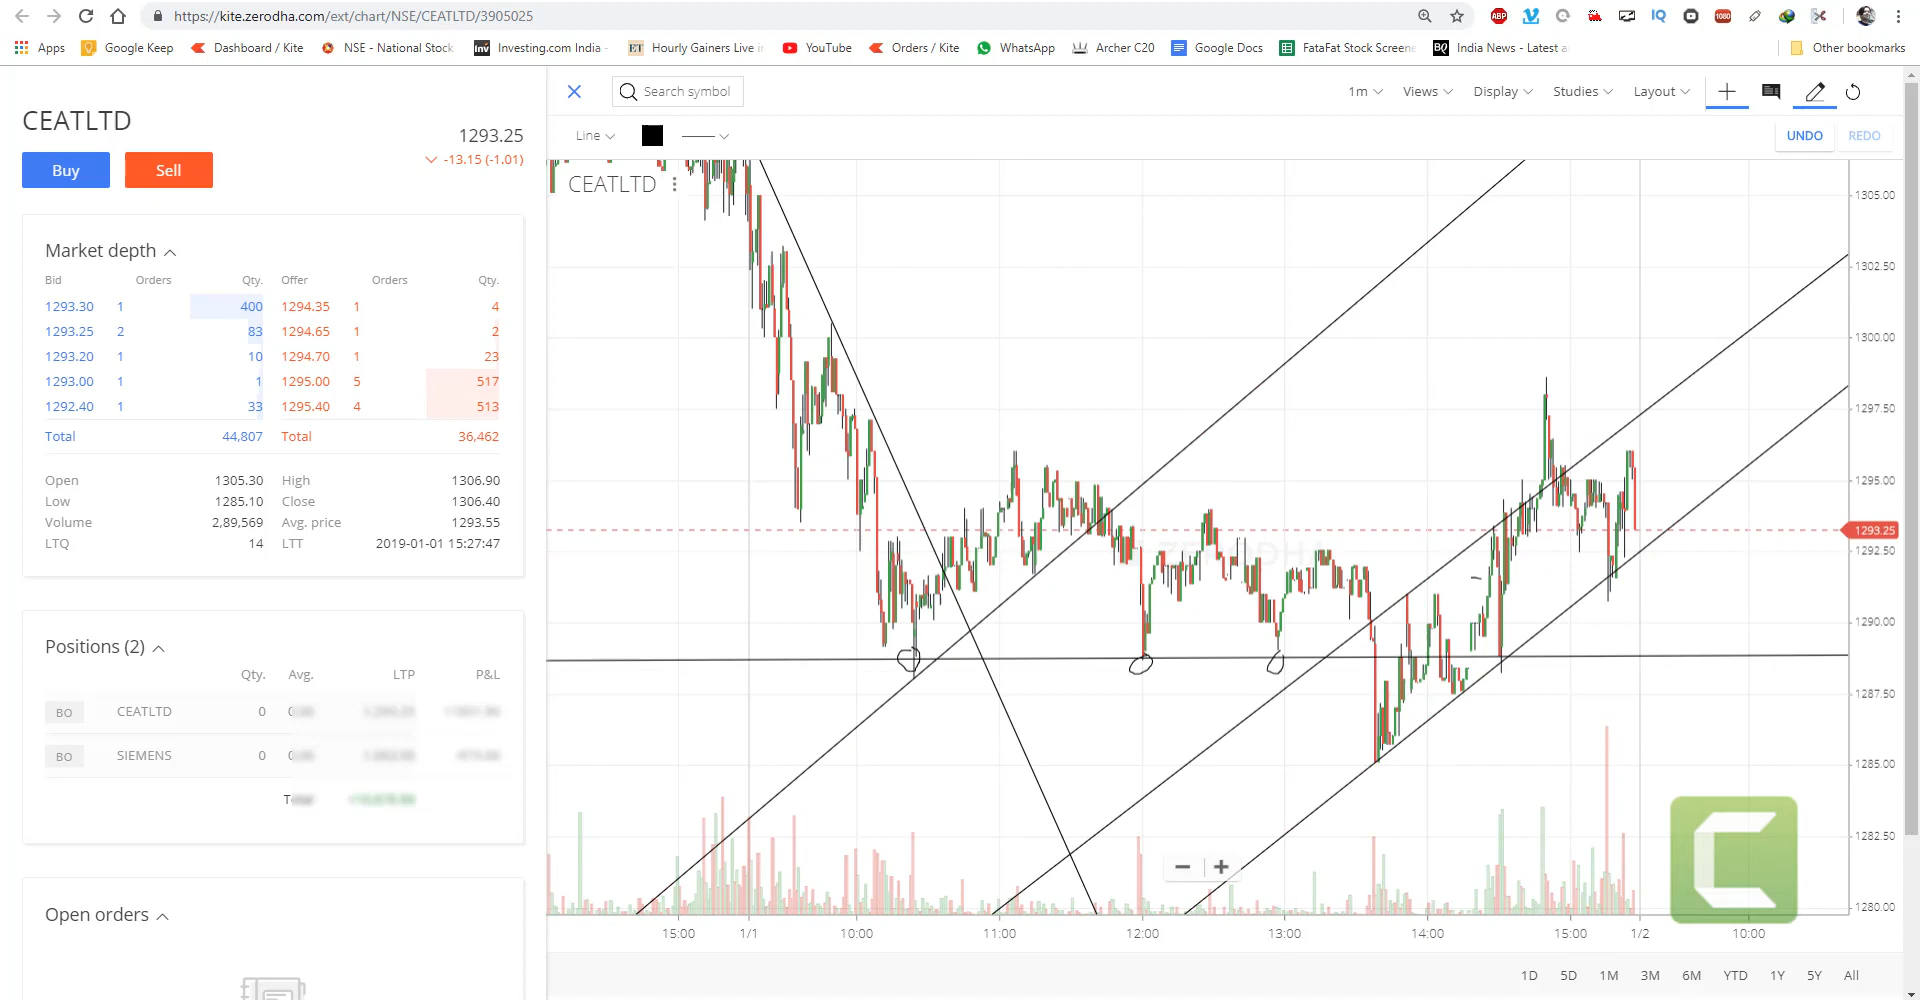 https://kite.zerodha.com/ext/chart/NSE/CEATLTD/3905025
ABP IQ 1080
Apps Google Keep Dashboard / Kite NSE - National Stock Inv Investing.com India - ET Hourly Gainers Live i YouTube Orders / Kite WhatsApp Archer C20 Google Docs FataFat Stock Screene BQ India News - Latest a Other bookmarks
CEATLTD
1293.25
Buy Sell
-13.15 (-1.01)
Market depth
Bid Orders Qty. Offer Orders Qty.
1293.30 1 400 1294.35 1 4
1293.25 2 83 1294.65 1 2
1293.20 1 10 1294.70 1 23
1293.00 1 1 1295.00 5 517
1292.40 1 33 1295.40 4 513
Total 44,807 Total 36,462
Open 1305.30 High 1306.90
Low 1285.10 Close 1306.40
Volume 2,89,569 Avg. price 1293.55
LTQ 14 LTT 2019-01-01 15:27:47
Positions (2)
Qty. Avg. LTP P&L
BO CEATLTD 0
BO SIEMENS 0
Open orders
Search symbol 1m Views Display Studies Layout
Line UNDO REDO
CEATLTD
ZERODHA
1305.00
1302.50
1300.00
1297.50
1295.00
1293.25
1292.50
1290.00
1287.50
1285.00
1282.50
1280.00
15:00 1/1 10:00 11:00 12:00 13:00 14:00 15:00 1/2 10:00
1D 5D 1M 3M 6M YTD 1Y 5Y All